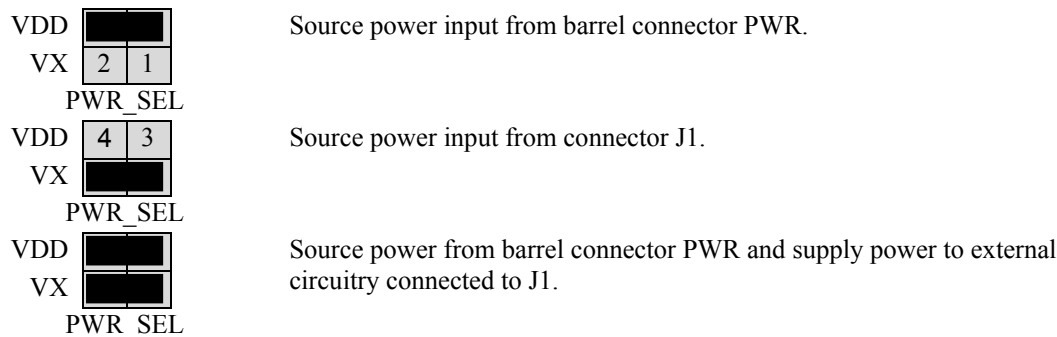 VDD Source power input from barrel connector PWR.
VX 2 1
PWR_SEL
VDD 4 3 Source power input from connector J1.
VX
PWR_SEL
VDD Source power from barrel connector PWR and supply power to external
VX circuitry connected to J1.
PWR_SEL